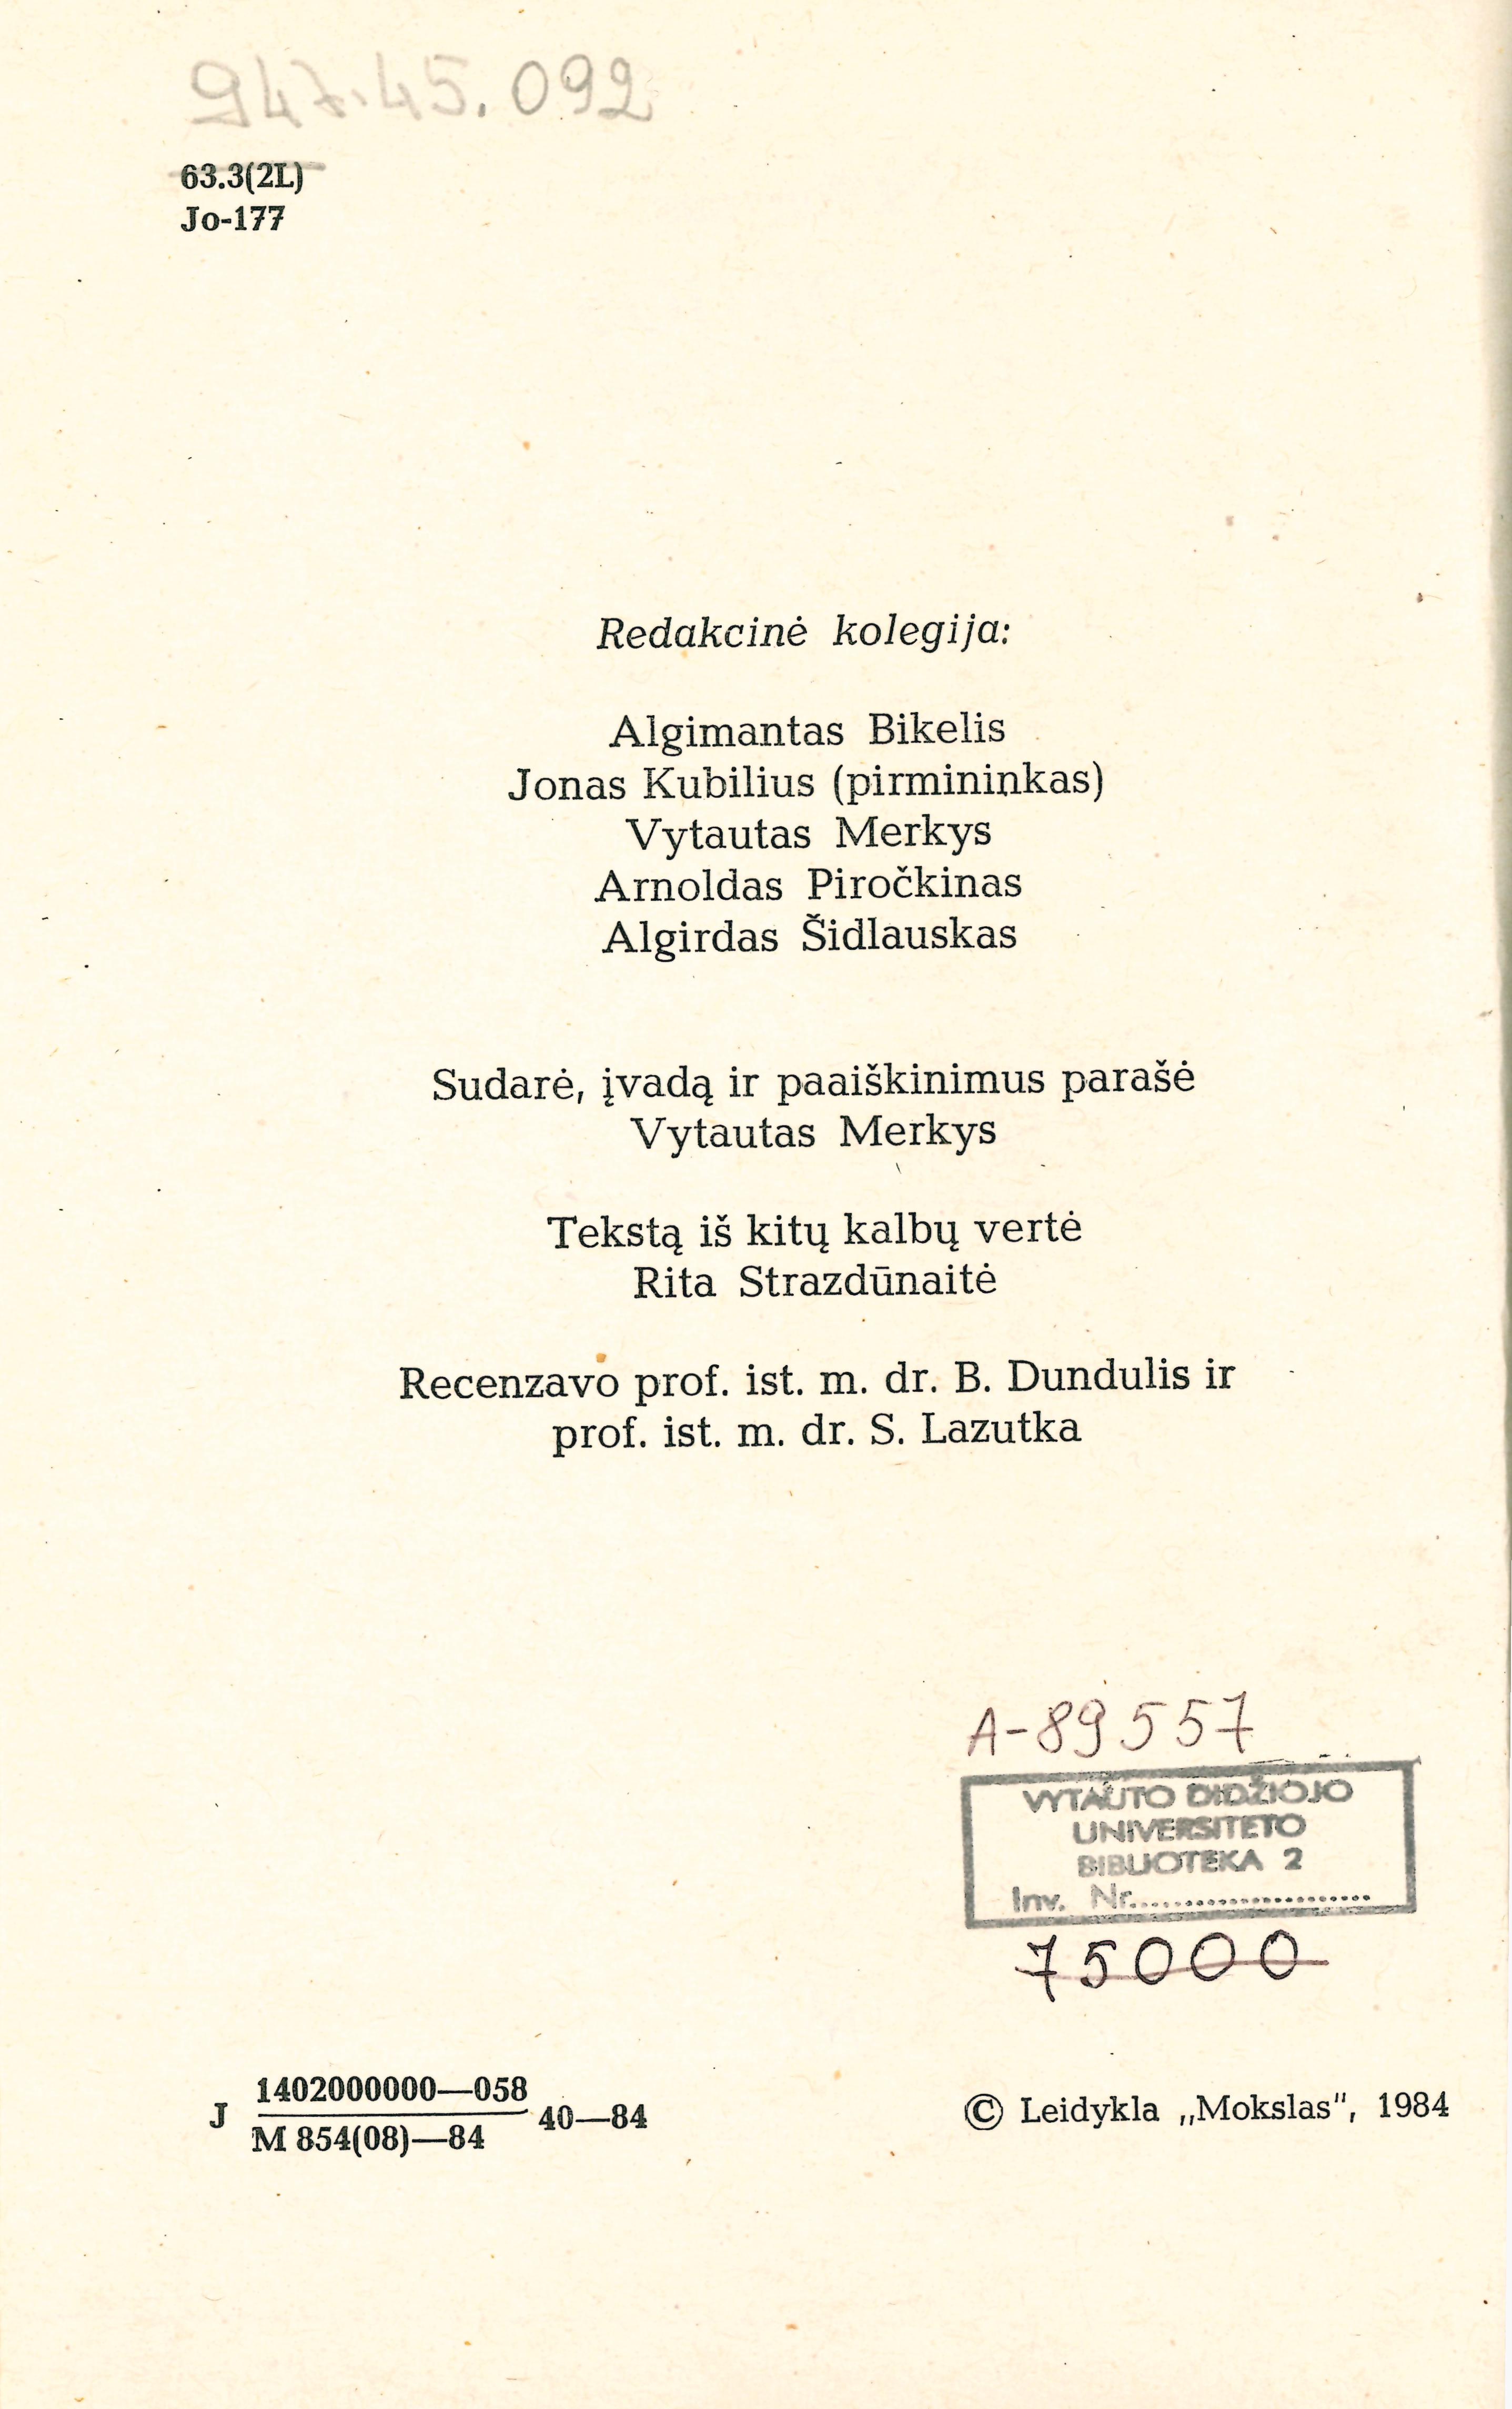 947.45.092
63.3(2L)
Jo-177
Redakcinė kolegija:
Algimantas Bikelis
Jonas Kubilius (pirmininkas)
Vytautas Merkys
Arnoldas Piročkinas
Algirdas Šidlauskas
Sudarė, įvadą ir paaiškinimus parašė
Vytautas Merkys
Tekstą iš kitų kalbų vertė
Rita Strazdūnaitė
Recenzavo prof. ist. m. dr. B. Dundulis ir
prof. ist. m. dr. S. Lazutka
A-89557
VYTAUTO DIDŽIOJO
UNIVERSITETO
BIBLIOTEKA 2
Inv. Nr......................
75000
J 1402000000—058
M 854(08)—84 40—84
© Leidykla „Mokslas", 1984